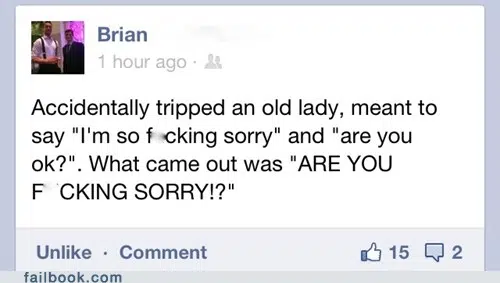 Brian
1 hour ago ·
Accidentally tripped an old lady, meant to
say "I'm so f cking sorry" and "are you
ok?". What came out was "ARE YOU
F CKING SORRY!?"
Unlike · Comment 15 2
failbook.com